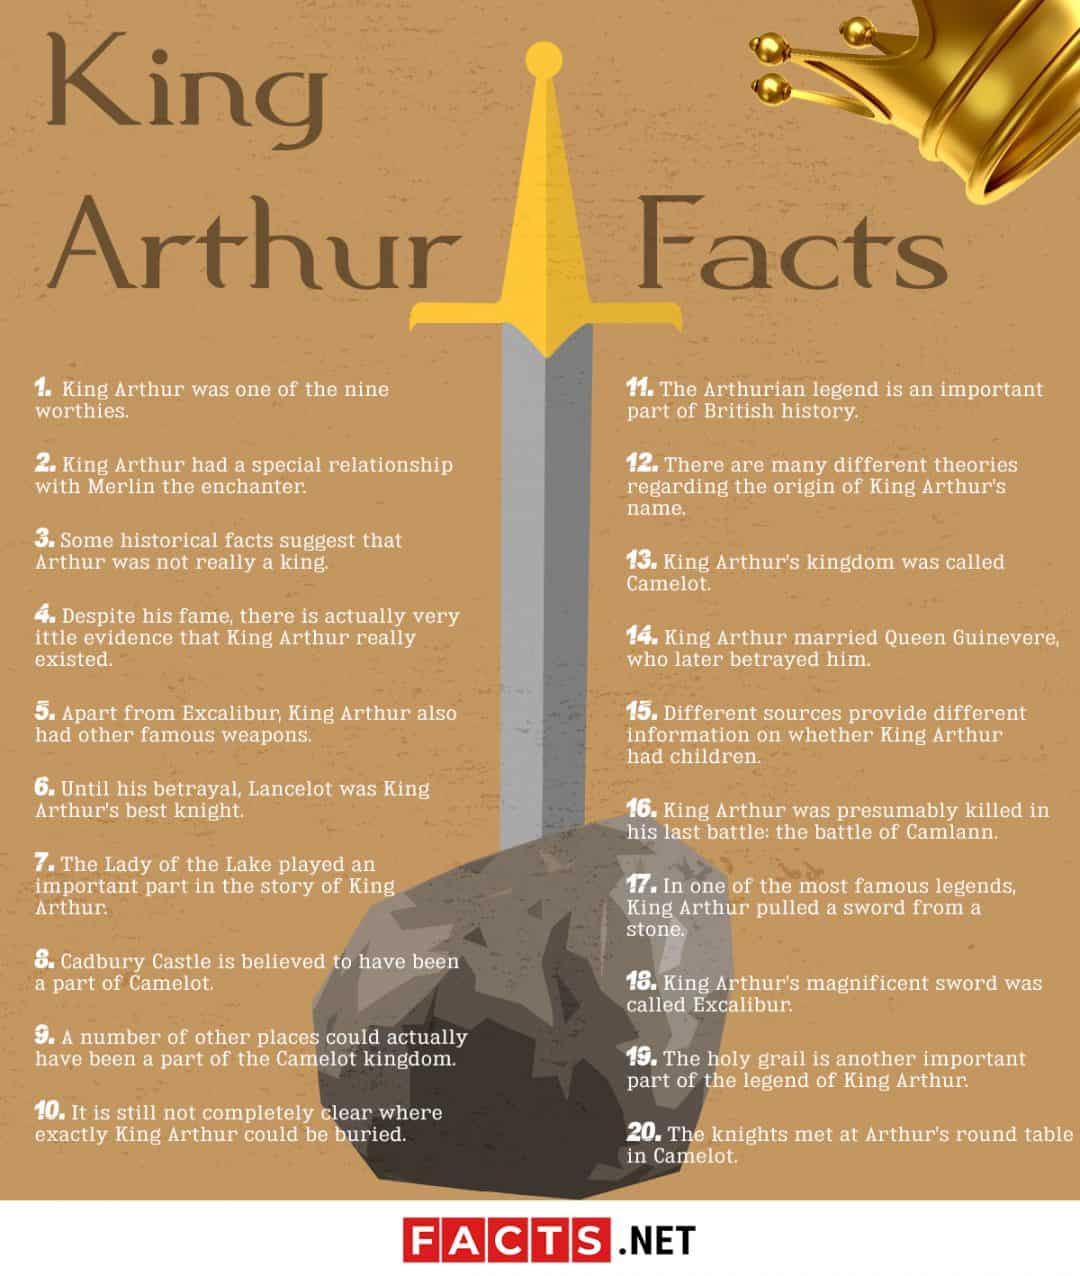 King
Arthur Facts
1. King Arthur was one of the nine
worthies.
2. King Arthur had a special relationship
with Merlin the enchanter.
3. Some historical facts suggest that
Arthur was not really a king.
4. Despite his fame, there is actually very
ittle evidence that King Arthur really
existed.
5. Apart from Excalibur, King Arthur also
had other famous weapons.
6. Until his betrayal, Lancelot was King
Arthur's best knight.
7. The Lady of the Lake played an
important part in the story of King
Arthur.
8. Cadbury Castle is believed to have been
a part of Camelot.
9. A number of other places could actually
have been a part of the Camelot kingdom.
10. It is still not completely clear where
exactly King Arthur could be buried.
11. The Arthurian legend is an important
part of British history.
12. There are many different theories
regarding the origin of King Arthur's
name.
13. King Arthur's kingdom was called
Camelot.
14. King Arthur married Queen Guinevere,
who later betrayed him.
15. Different sources provide different
information on whether King Arthur
had children.
16. King Arthur was presumably killed in
his last battle: the battle of Camlann.
17. In one of the most famous legends,
King Arthur pulled a sword from a
stone.
18. King Arthur's magnificent sword was
called Excalibur.
19. The holy grail is another important
part of the legend of King Arthur.
20. The knights met at Arthur's round table
in Camelot.
FACTS.NET